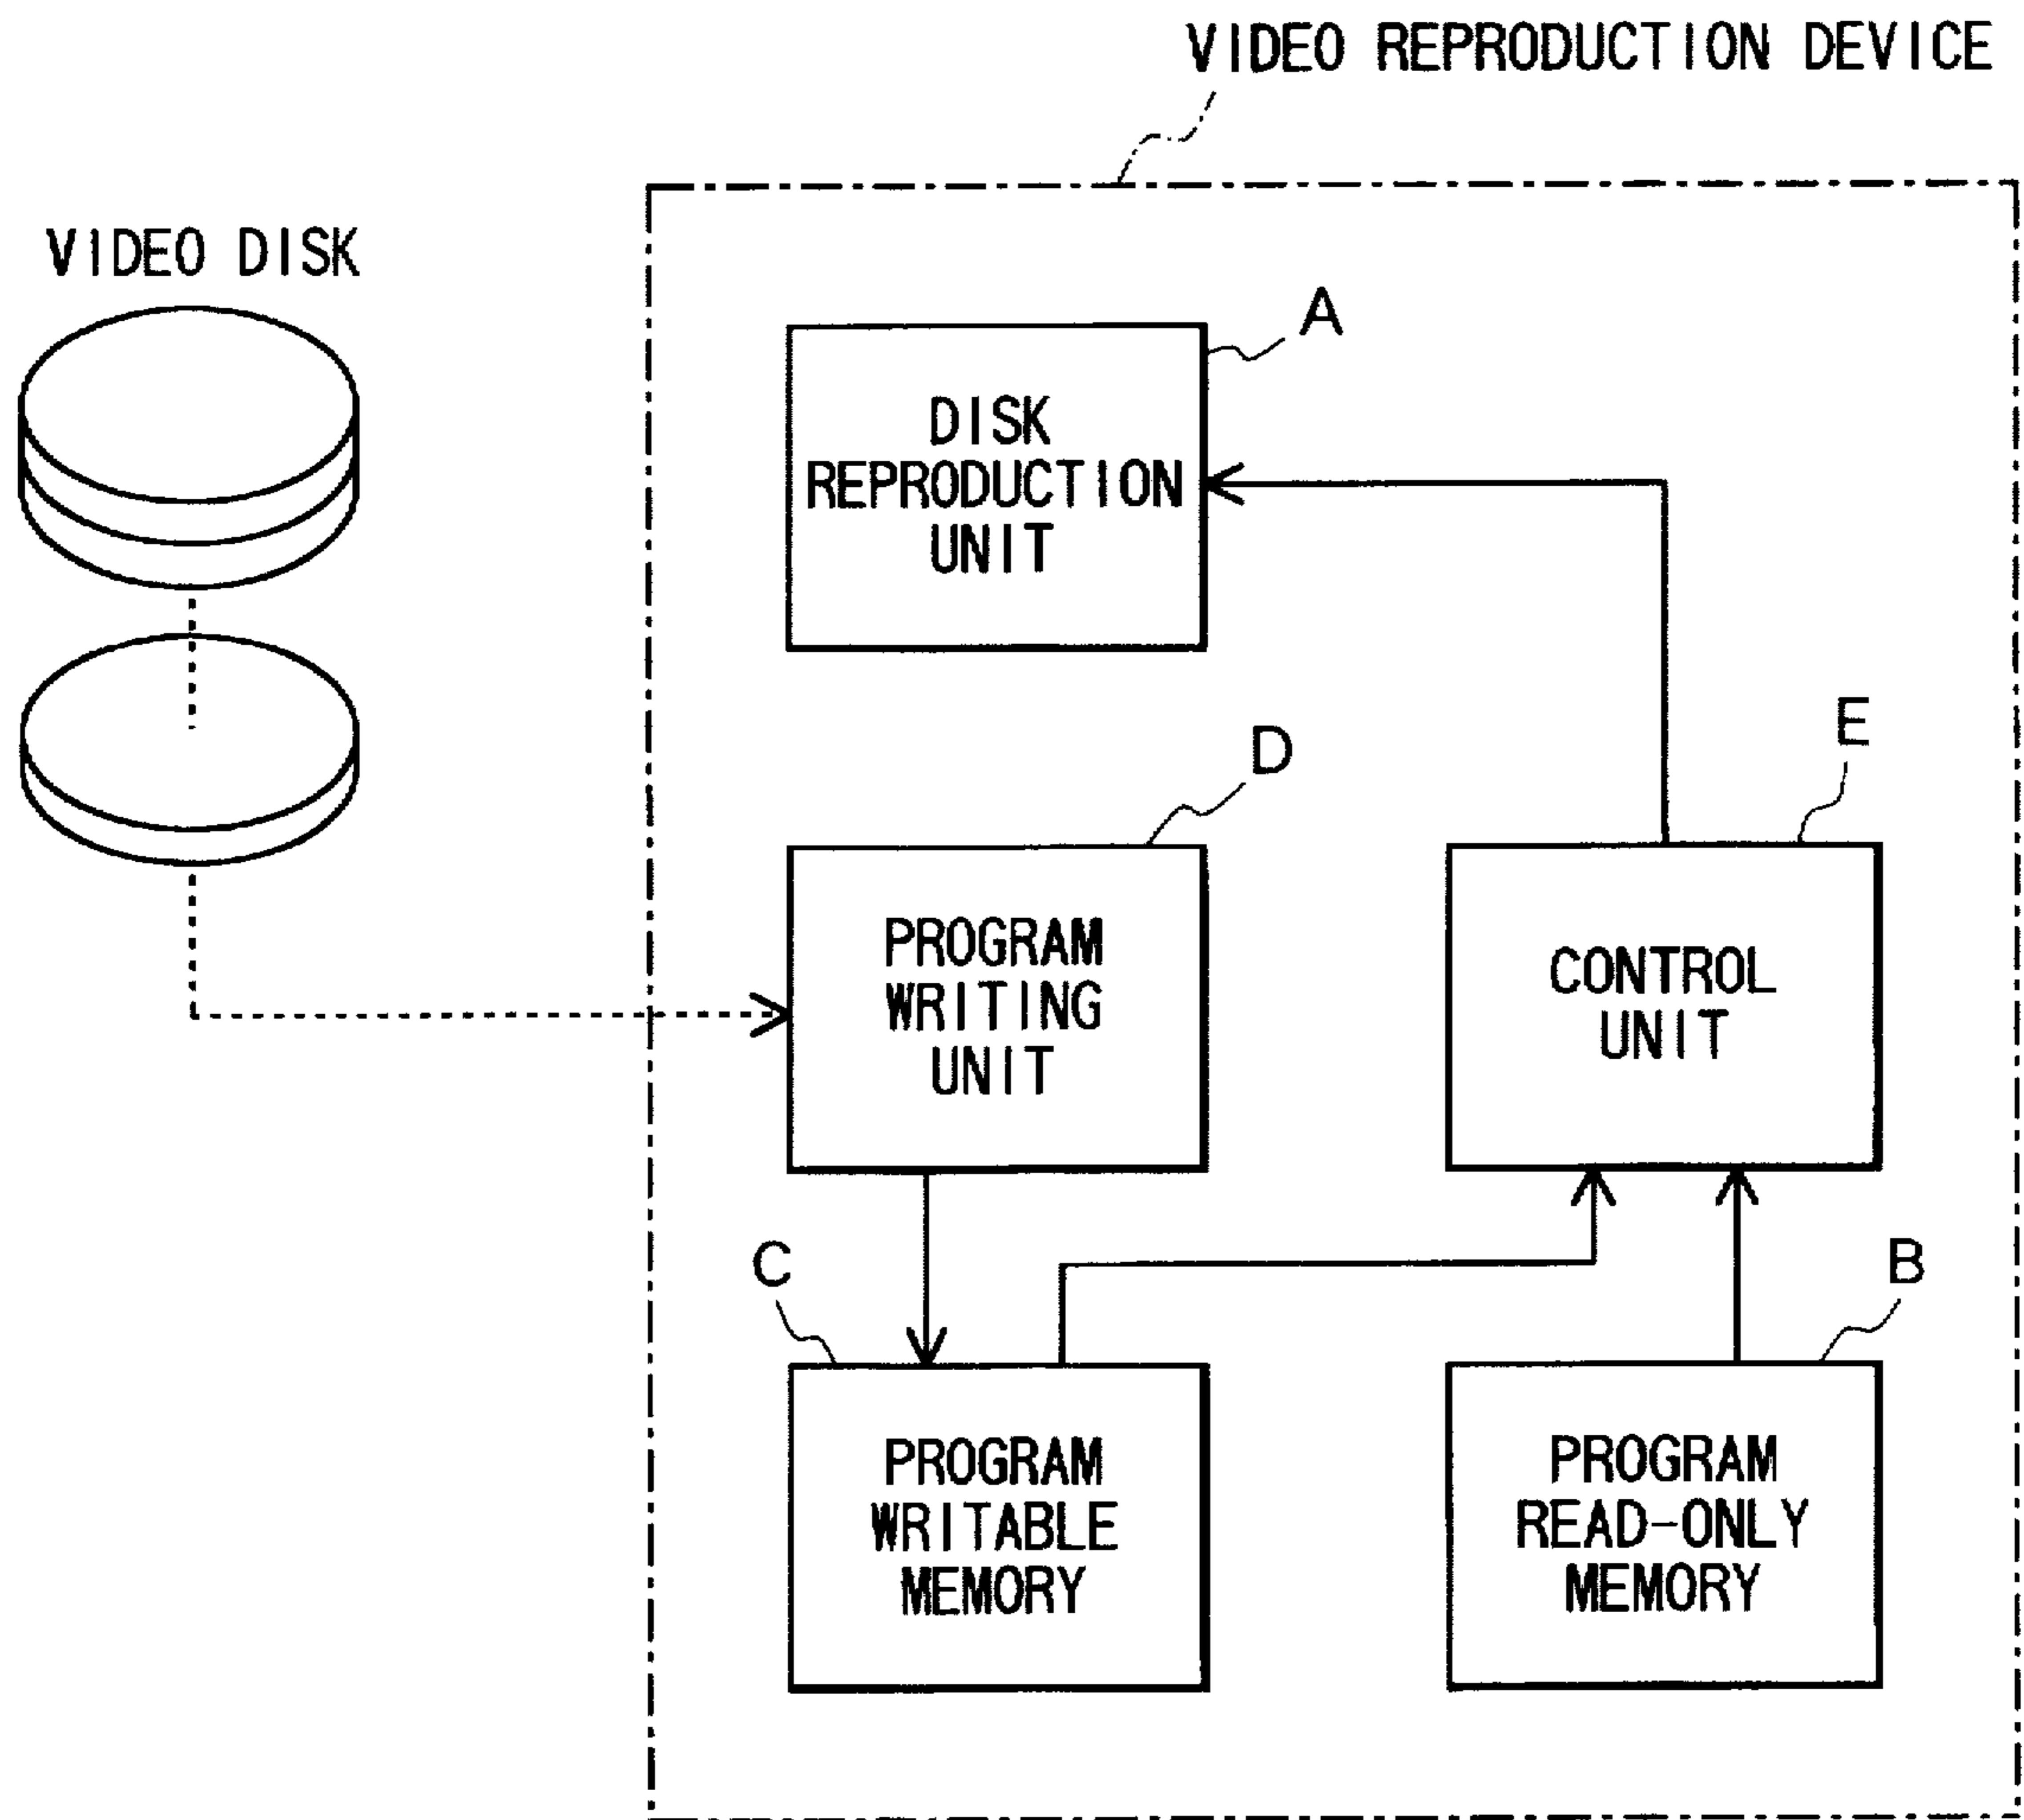 VIDEO REPRODUCTION DEVICE
VIDEO DISK
A
DISK
REPRODUCTION
UNIT
D
E
PROGRAM
WRITING
UNIT
CONTROL
UNIT
C
B
PROGRAM
WRITABLE
MEMORY
PROGRAM
READ-ONLY
MEMORY